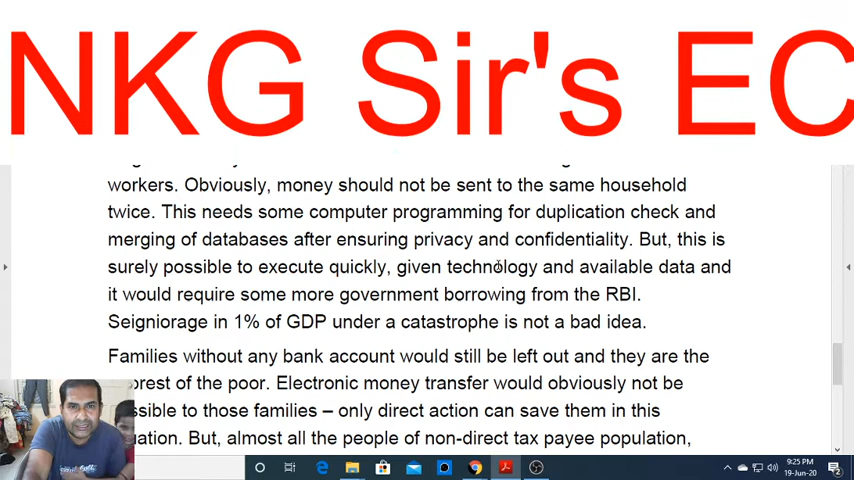 NKG Sir's EC
workers. Obviously, money should not be sent to the same household
twice. This needs some computer programming for duplication check and
merging of databases after ensuring privacy and confidentiality. But, this is
surely possible to execute quickly, given technology and available data and
it would require some more government borrowing from the RBI.
Seigniorage in 1% of GDP under a catastrophe is not a bad idea.
Families without any bank account would still be left out and they are the
of the poor. Electronic money transfer would obviously not be
to those families – only direct action can save them in this
But, almost all the people of non-direct tax payee population,
9:25 PM
19-Jun-20
2